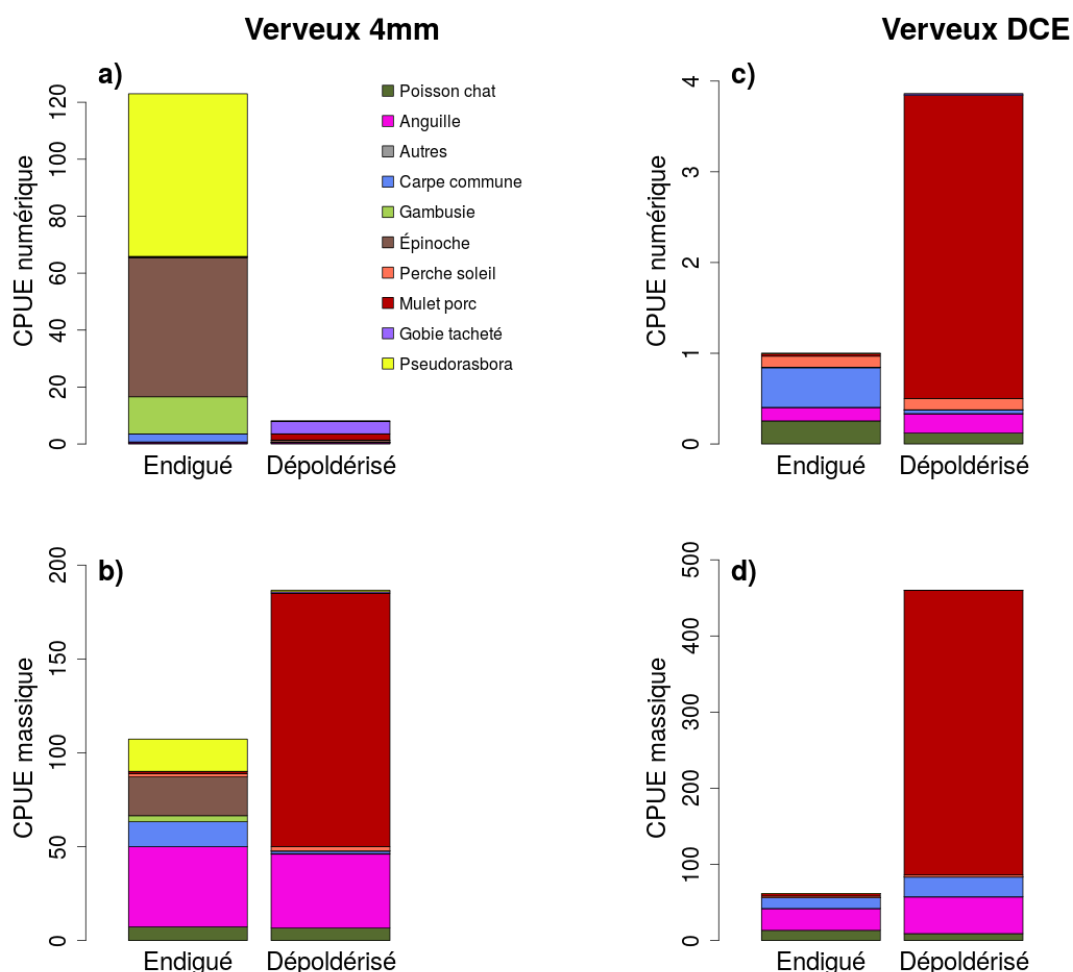 Verveux 4mm
Verveux DCE
a)
CPUE numérique
0
20
40
60
80
100
120
Endigué
Dépoldérisé
Poisson chat
Anguille
Autres
Carpe commune
Gambusie
Épinoche
Perche soleil
Mulet porc
Gobie tacheté
Pseudorasbora
c)
CPUE numérique
0
1
2
3
4
Endigué
Dépoldérisé
b)
CPUE massique
0
50
100
150
200
Endigué
Dépoldérisé
d)
CPUE massique
0
100
200
300
400
500
Endigué
Dépoldérisé